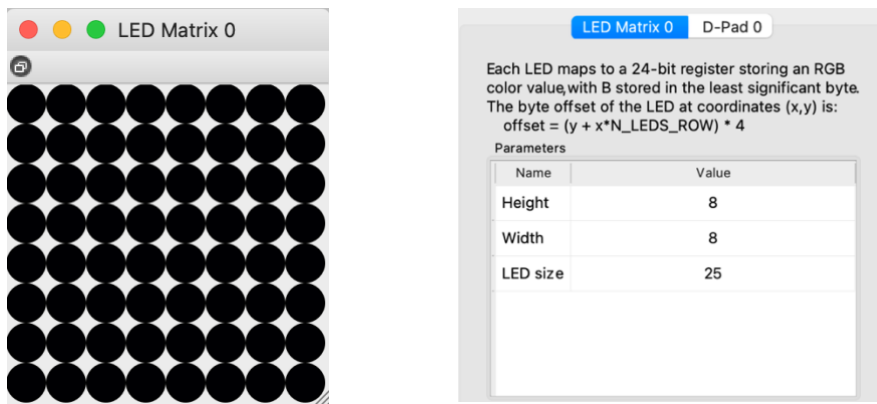 LED Matrix 0
LED Matrix 0 D-Pad 0
Each LED maps to a 24-bit register storing an RGB
color value,with B stored in the least significant byte.
The byte offset of the LED at coordinates (x,y) is:
offset = (y + x*N_LEDS_ROW) * 4
Parameters
Name Value
Height 8
Width 8
LED size 25